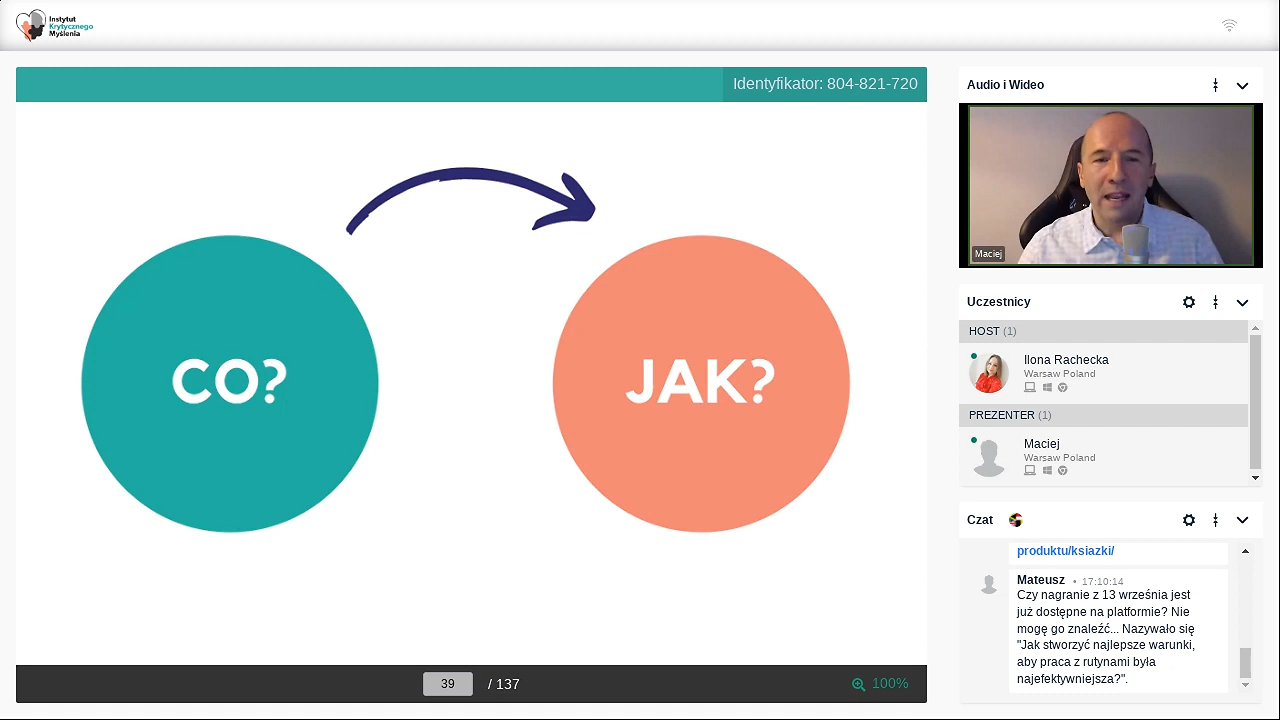 Instytut
Krytycznego
Myślenia
Identyfikator: 804-821-720
CO?
JAK?
39 / 137
100%
Audio i Wideo
Maciej
Uczestnicy
HOST (1)
Ilona Rachecka
Warsaw Poland
PREZENTER (1)
Maciej
Warsaw Poland
Czat
produktu/ksiazki/
Mateusz • 17:10:14
Czy nagranie z 13 września jest
już dostępne na platformie? Nie
mogę go znaleźć... Nazywało się
"Jak stworzyć najlepsze warunki,
aby praca z rutynami była
najefektywniejsza?".